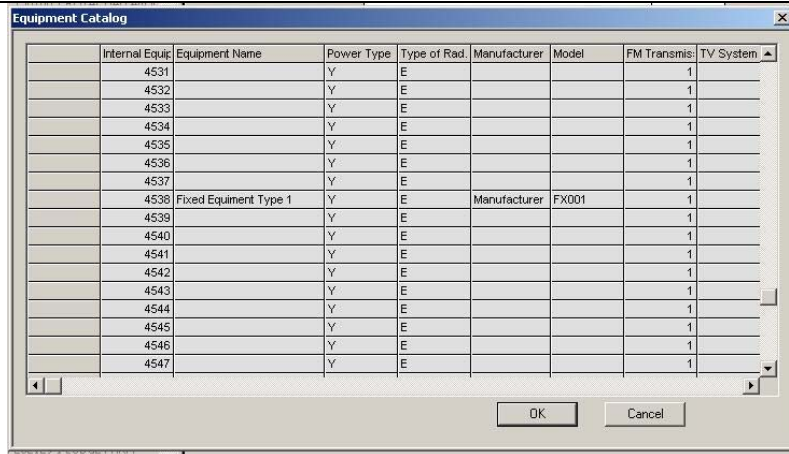 Equipment Catalog
Internal Equip Equipment Name Power Type Type of Rad. Manufacturer Model FM Transmis: TV System
4531 Y E 1
4532 Y E 1
4533 Y E 1
4534 Y E 1
4535 Y E 1
4536 Y E 1
4537 Y E 1
4538 Fixed Equiment Type 1 Y E Manufacturer FX001 1
4539 Y E 1
4540 Y E 1
4541 Y E 1
4542 Y E 1
4543 Y E 1
4544 Y E 1
4545 Y E 1
4546 Y E 1
4547 Y E 1
OK Cancel